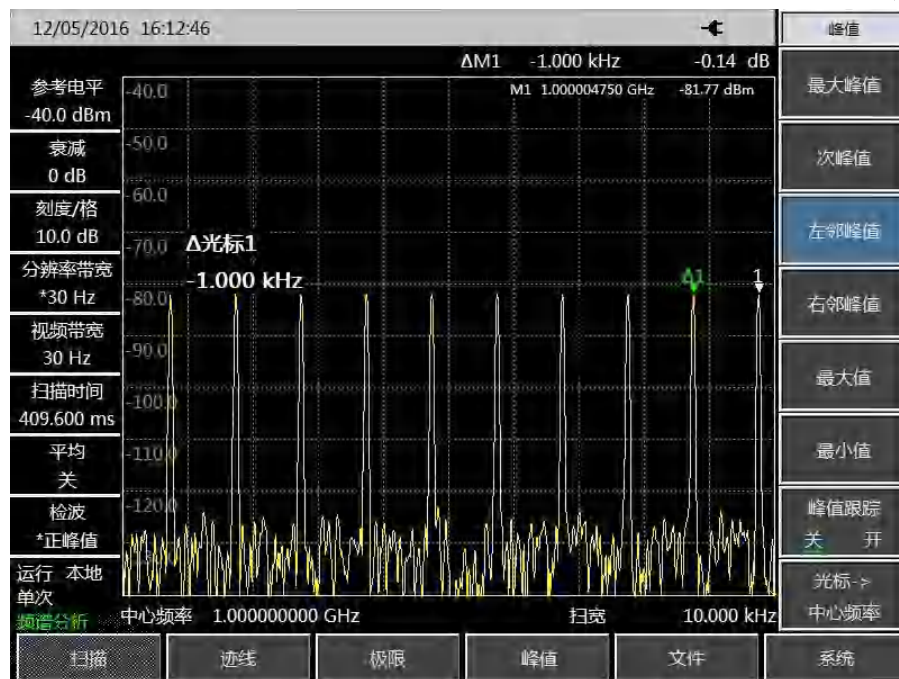 12/05/2016 16:12:46
峰值
ΔM1 -1.000 kHz -0.14 dB
M1 1.000004750 GHz -81.77 dBm
参考电平
-40.0 dBm
衰减
0 dB
刻度/格
10.0 dB
分辨率带宽
*30 Hz
视频带宽
30 Hz
扫描时间
409.600 ms
平均
关
检波
*正峰值
运行 本地
单次
频谱分析
-40.0
-50.0
-60.0
-70.0
-80.0
-90.0
-100.0
-110.0
-120.0
Δ光标1
-1.000 kHz
Δ1
1
中心频率 1.000000000 GHz
扫宽 10.000 kHz
最大峰值
次峰值
左邻峰值
右邻峰值
最大值
最小值
峰值跟踪
关 开
光标->
中心频率
扫描
迹线
极限
峰值
文件
系统